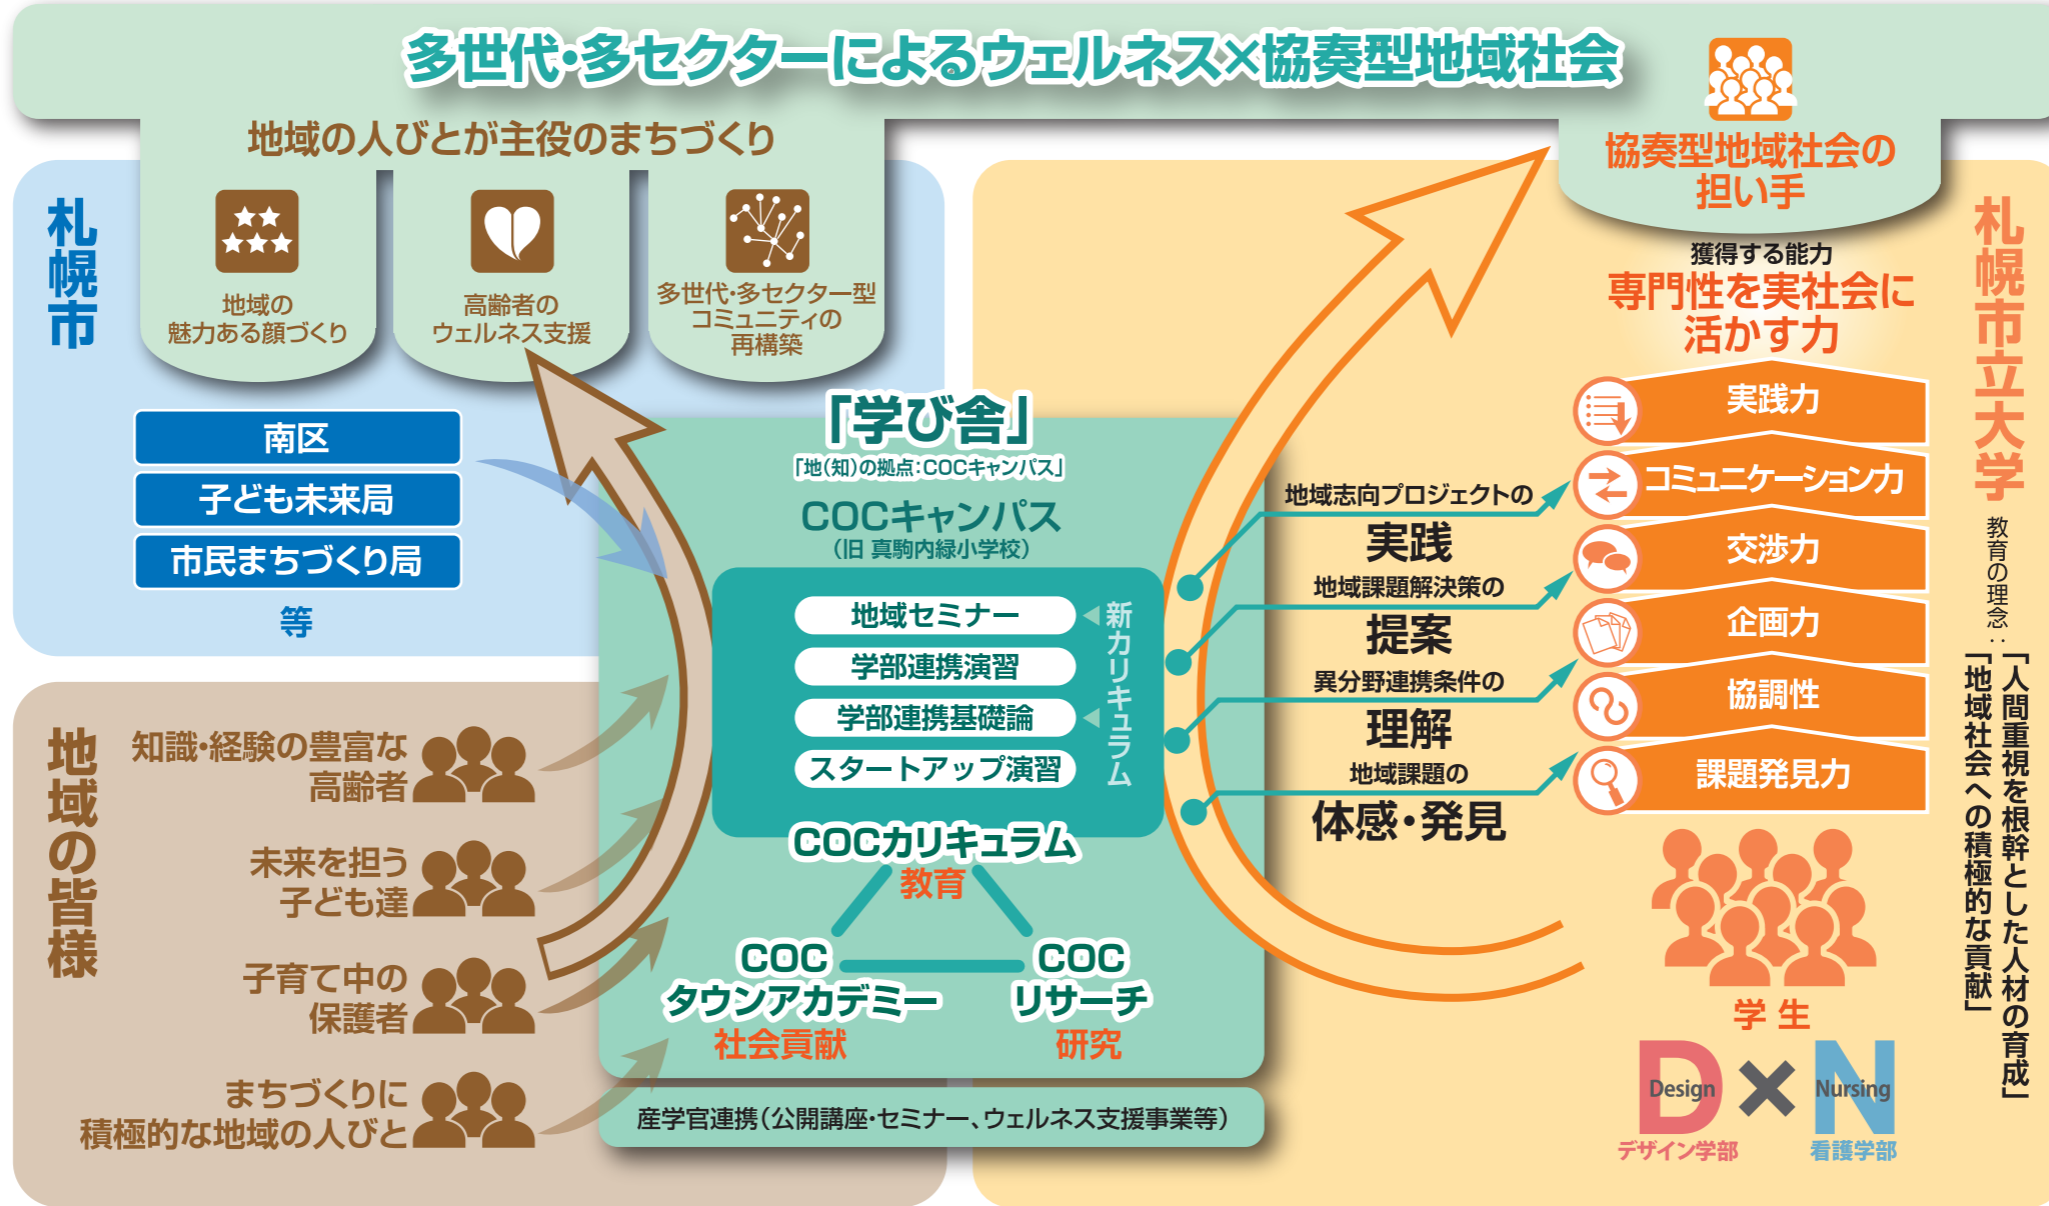 多世代・多セクターによるウェルネス×協奏型地域社会
地域の人びとが主役のまちづくり
札幌市
地域の
魅力ある顔づくり
高齢者の
ウェルネス支援
多世代・多セクター型
コミュニティの
再構築
南区
子ども未来局
市民まちづくり局
等
地域の皆様
知識・経験の豊富な
高齢者
未来を担う
子ども達
子育て中の
保護者
まちづくりに
積極的な地域の人びと
「学び舎」
「地(知)の拠点:COCキャンパス」
COCキャンパス
(旧 真駒内緑小学校)
地域セミナー
学部連携演習
学部連携基礎論
スタートアップ演習
新カリキュラム
COCカリキュラム
教育
COC
タウンアカデミー
社会貢献
COC
リサーチ
研究
産学官連携(公開講座・セミナー、ウェルネス支援事業等)
地域志向プロジェクトの
実践
地域課題解決策の
提案
異分野連携条件の
理解
地域課題の
体感・発見
協奏型地域社会の
担い手
獲得する能力
専門性を実社会に
活かす力
実践力
コミュニケーション力
交渉力
企画力
協調性
課題発見力
学生
D×N
Design
Nursing
デザイン学部
看護学部
札幌市立大学
教育の理念:
「人間重視を根幹とした人材の育成」
「地域社会への積極的な貢献」